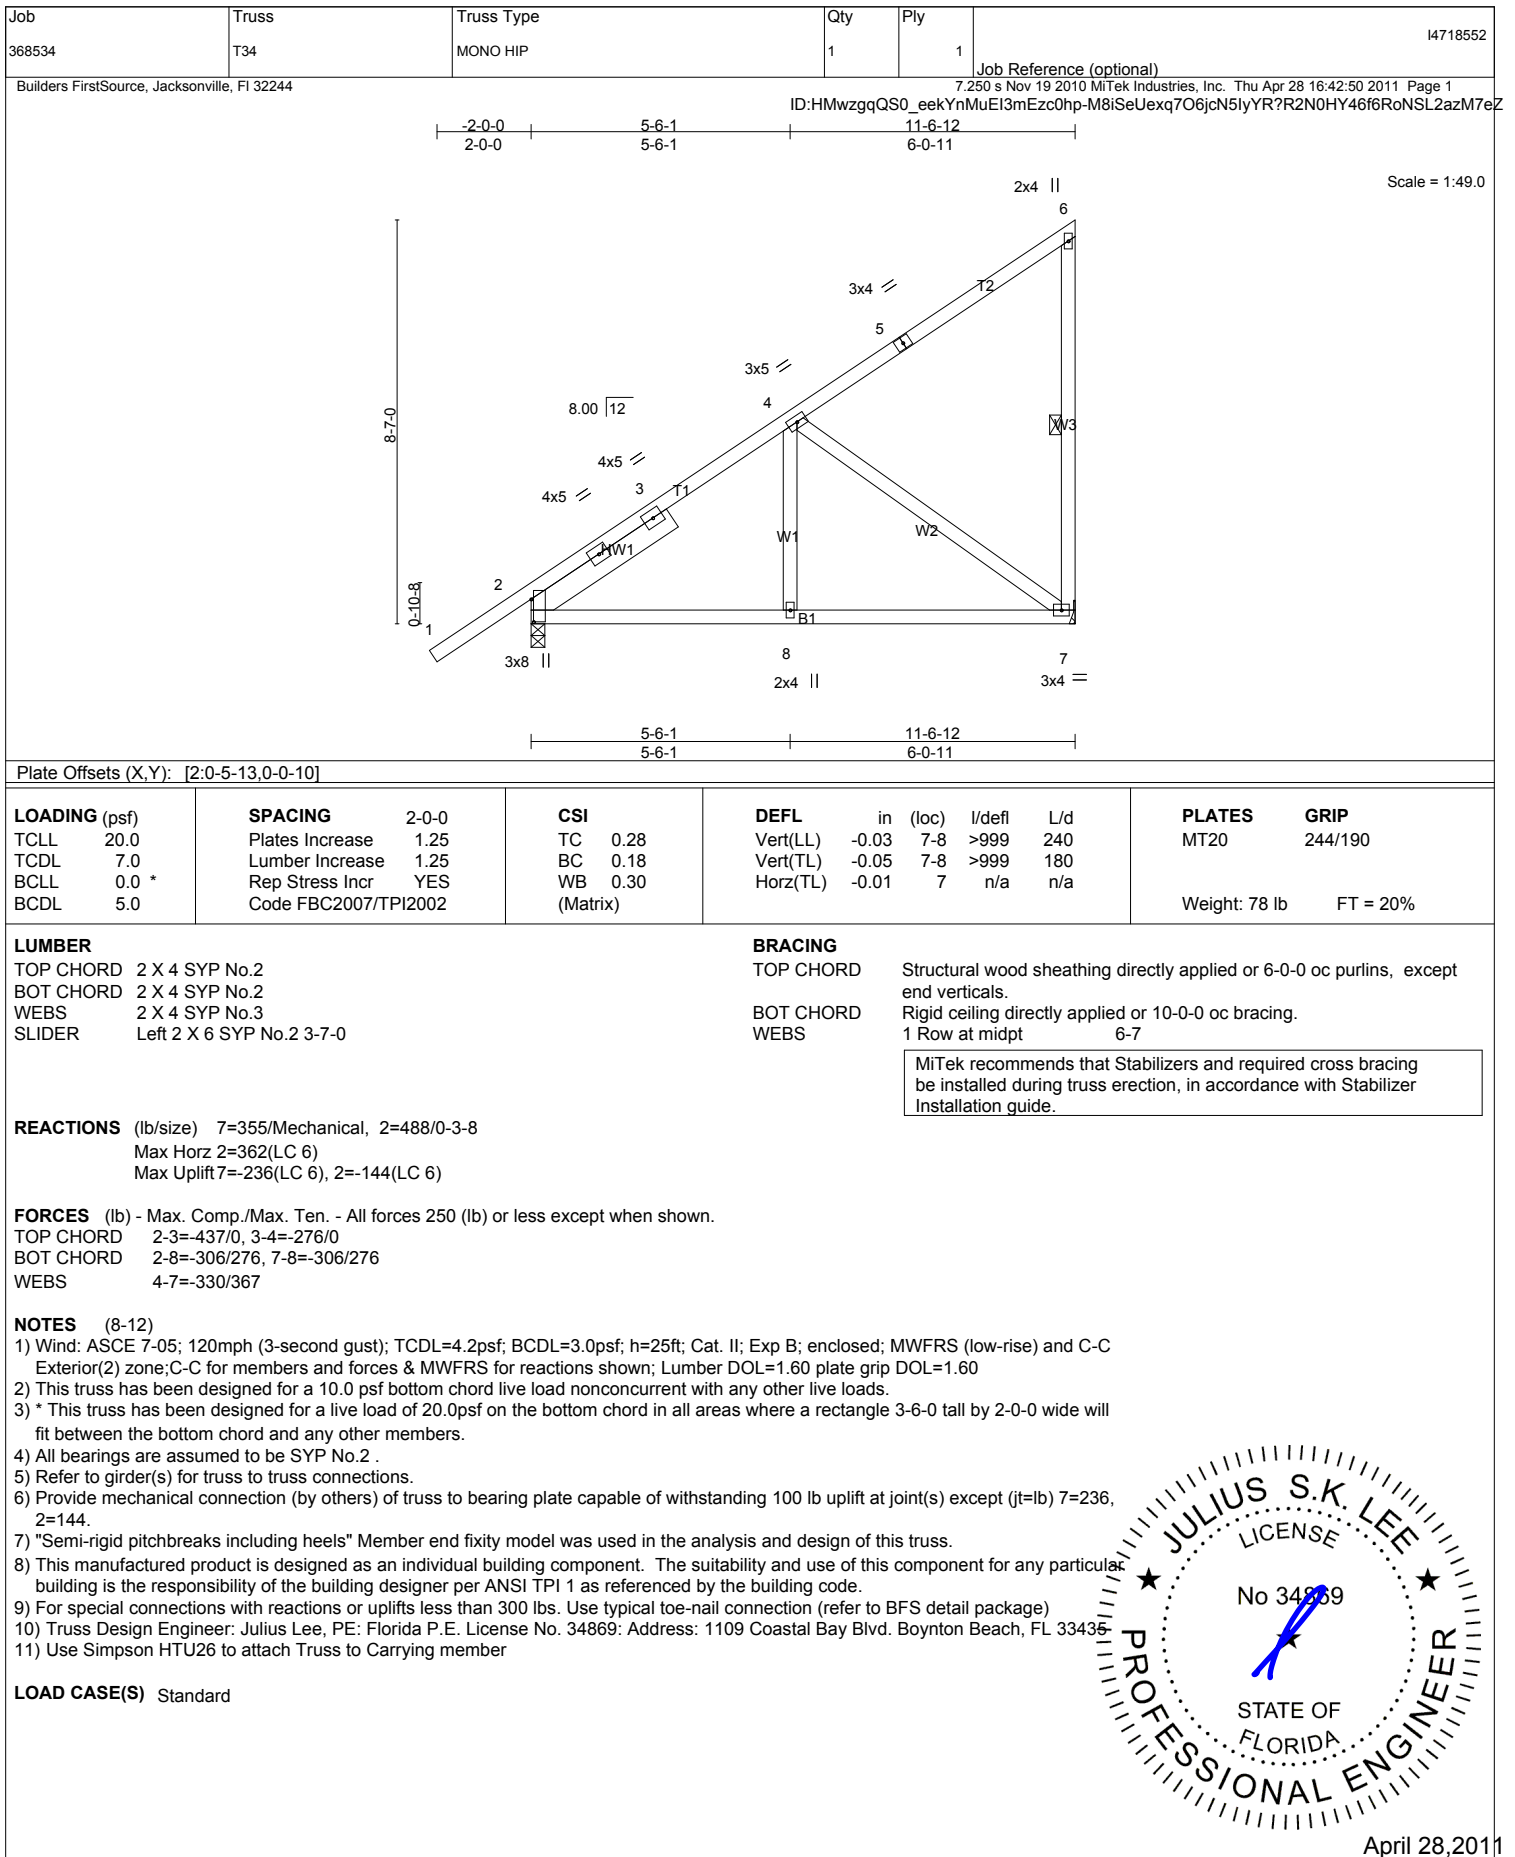 Job Truss Truss Type Qty Ply
I4718552
368534 T34 MONO HIP 1 1
Job Reference (optional)
Builders FirstSource, Jacksonville, Fl 32244 7.250 s Nov 19 2010 MiTek Industries, Inc. Thu Apr 28 16:42:50 2011 Page 1
ID:HMwzgqQS0_eekYnMuEI3mEzc0hp-M8iSeUexq7O6jcN5IyYR?R2N0HY46f6RoNSL2azM7eZ
-2-0-0 5-6-1 11-6-12
2-0-0 5-6-1 6-0-11
Scale = 1:49.0
2x4 ||
6
3x4
T2
5
3x5
4
8.00 12
8-7-0
W3
4x5
3 T1
4x5
W1
W2
HW1
2
0-10-8
1
B1
3x8 ||
8
7
2x4 ||
3x4
5-6-1 11-6-12
5-6-1 6-0-11
Plate Offsets (X,Y): [2:0-5-13,0-0-10]
LOADING (psf) SPACING 2-0-0 CSI DEFL in (loc) l/defl L/d PLATES GRIP
TCLL 20.0 Plates Increase 1.25 TC 0.28 Vert(LL) -0.03 7-8 >999 240 MT20 244/190
TCDL 7.0 Lumber Increase 1.25 BC 0.18 Vert(TL) -0.05 7-8 >999 180
BCLL 0.0 * Rep Stress Incr YES WB 0.30 Horz(TL) -0.01 7 n/a n/a
BCDL 5.0 Code FBC2007/TPI2002 (Matrix) Weight: 78 lb FT = 20%
LUMBER
TOP CHORD 2 X 4 SYP No.2
BOT CHORD 2 X 4 SYP No.2
WEBS 2 X 4 SYP No.3
SLIDER Left 2 X 6 SYP No.2 3-7-0
BRACING
TOP CHORD Structural wood sheathing directly applied or 6-0-0 oc purlins, except
end verticals.
BOT CHORD Rigid ceiling directly applied or 10-0-0 oc bracing.
WEBS 1 Row at midpt 6-7
MiTek recommends that Stabilizers and required cross bracing
be installed during truss erection, in accordance with Stabilizer
Installation guide.
REACTIONS (lb/size) 7=355/Mechanical, 2=488/0-3-8
Max Horz 2=362(LC 6)
Max Uplift 7=-236(LC 6), 2=-144(LC 6)
FORCES (lb) - Max. Comp./Max. Ten. - All forces 250 (lb) or less except when shown.
TOP CHORD 2-3=-437/0, 3-4=-276/0
BOT CHORD 2-8=-306/276, 7-8=-306/276
WEBS 4-7=-330/367
NOTES (8-12)
1) Wind: ASCE 7-05; 120mph (3-second gust); TCDL=4.2psf; BCDL=3.0psf; h=25ft; Cat. II; Exp B; enclosed; MWFRS (low-rise) and C-C
Exterior(2) zone;C-C for members and forces & MWFRS for reactions shown; Lumber DOL=1.60 plate grip DOL=1.60
2) This truss has been designed for a 10.0 psf bottom chord live load nonconcurrent with any other live loads.
3) * This truss has been designed for a live load of 20.0psf on the bottom chord in all areas where a rectangle 3-6-0 tall by 2-0-0 wide will
fit between the bottom chord and any other members.
4) All bearings are assumed to be SYP No.2 .
5) Refer to girder(s) for truss to truss connections.
6) Provide mechanical connection (by others) of truss to bearing plate capable of withstanding 100 lb uplift at joint(s) except (jt=lb) 7=236,
2=144.
7) "Semi-rigid pitchbreaks including heels" Member end fixity model was used in the analysis and design of this truss.
8) This manufactured product is designed as an individual building component. The suitability and use of this component for any particular
building is the responsibility of the building designer per ANSI TPI 1 as referenced by the building code.
9) For special connections with reactions or uplifts less than 300 lbs. Use typical toe-nail connection (refer to BFS detail package)
10) Truss Design Engineer: Julius Lee, PE: Florida P.E. License No. 34869: Address: 1109 Coastal Bay Blvd. Boynton Beach, FL 33435
11) Use Simpson HTU26 to attach Truss to Carrying member
LOAD CASE(S) Standard
JULIUS S.K. LEE
LICENSE
No 34869
STATE OF
FLORIDA
PROFESSIONAL ENGINEER
April 28,2011